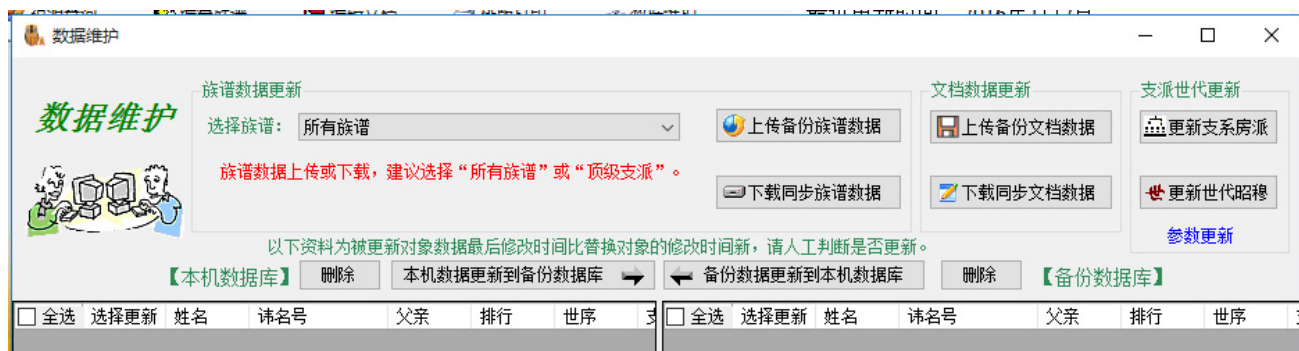 数据维护
族谱数据更新
文档数据更新
支派世代更新
数据维护
选择族谱：
所有族谱
上传备份族谱数据
上传备份文档数据
更新支系房派
族谱数据上传或下载，建议选择“所有族谱”或“顶级支派”。
下载同步族谱数据
下载同步文档数据
世 更新世代昭穆
参数更新
以下资料为被更新对象数据最后修改时间比替换对象的修改时间新，请人工判断是否更新。
【本机数据库】 删除 本机数据更新到备份数据库 备份数据更新到本机数据库 删除 【备份数据库】
全选 选择更新 姓名 讳名号 父亲 排行 世序
全选 选择更新 姓名 讳名号 父亲 排行 世序